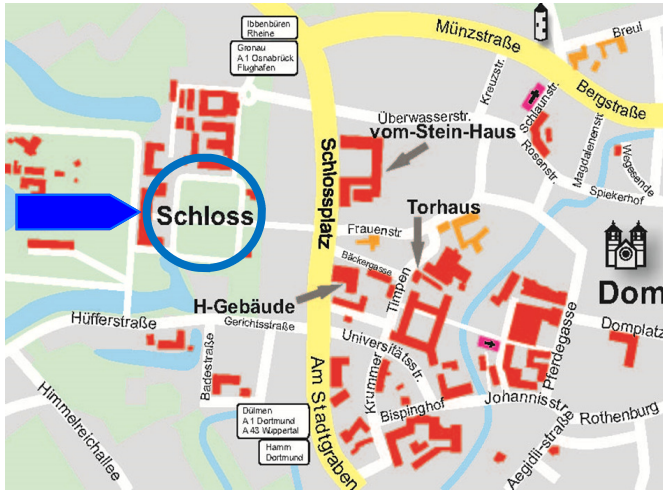 Ibbenbüren
Rheine
Gronau
A 1 Osnabrück
Flughafen
Münzstraße
Breul
Bergstraße
Kreuzstr.
Schlaunstr.
Überwasserstr.
vom-Stein-Haus
Rosenstr.
Magdalenenstr.
Wegesende
Spiekerhof
Schlossplatz
Schloss
Torhaus
Frauenstr
Bäckergasse
Timpen
H-Gebäude
Dom
Hüfferstraße
Gerichtsstraße
Universitätsstr.
Pferdegasse
Domplatz
Badestraße
Am Stadtgraben
Krummer
Bispinghof
Johannisstr
Rothenburg
Himmelreichallee
Aegidii-straße
Dülmen
A 1 Dortmund
A 43 Wuppertal
Hamm
Dortmund